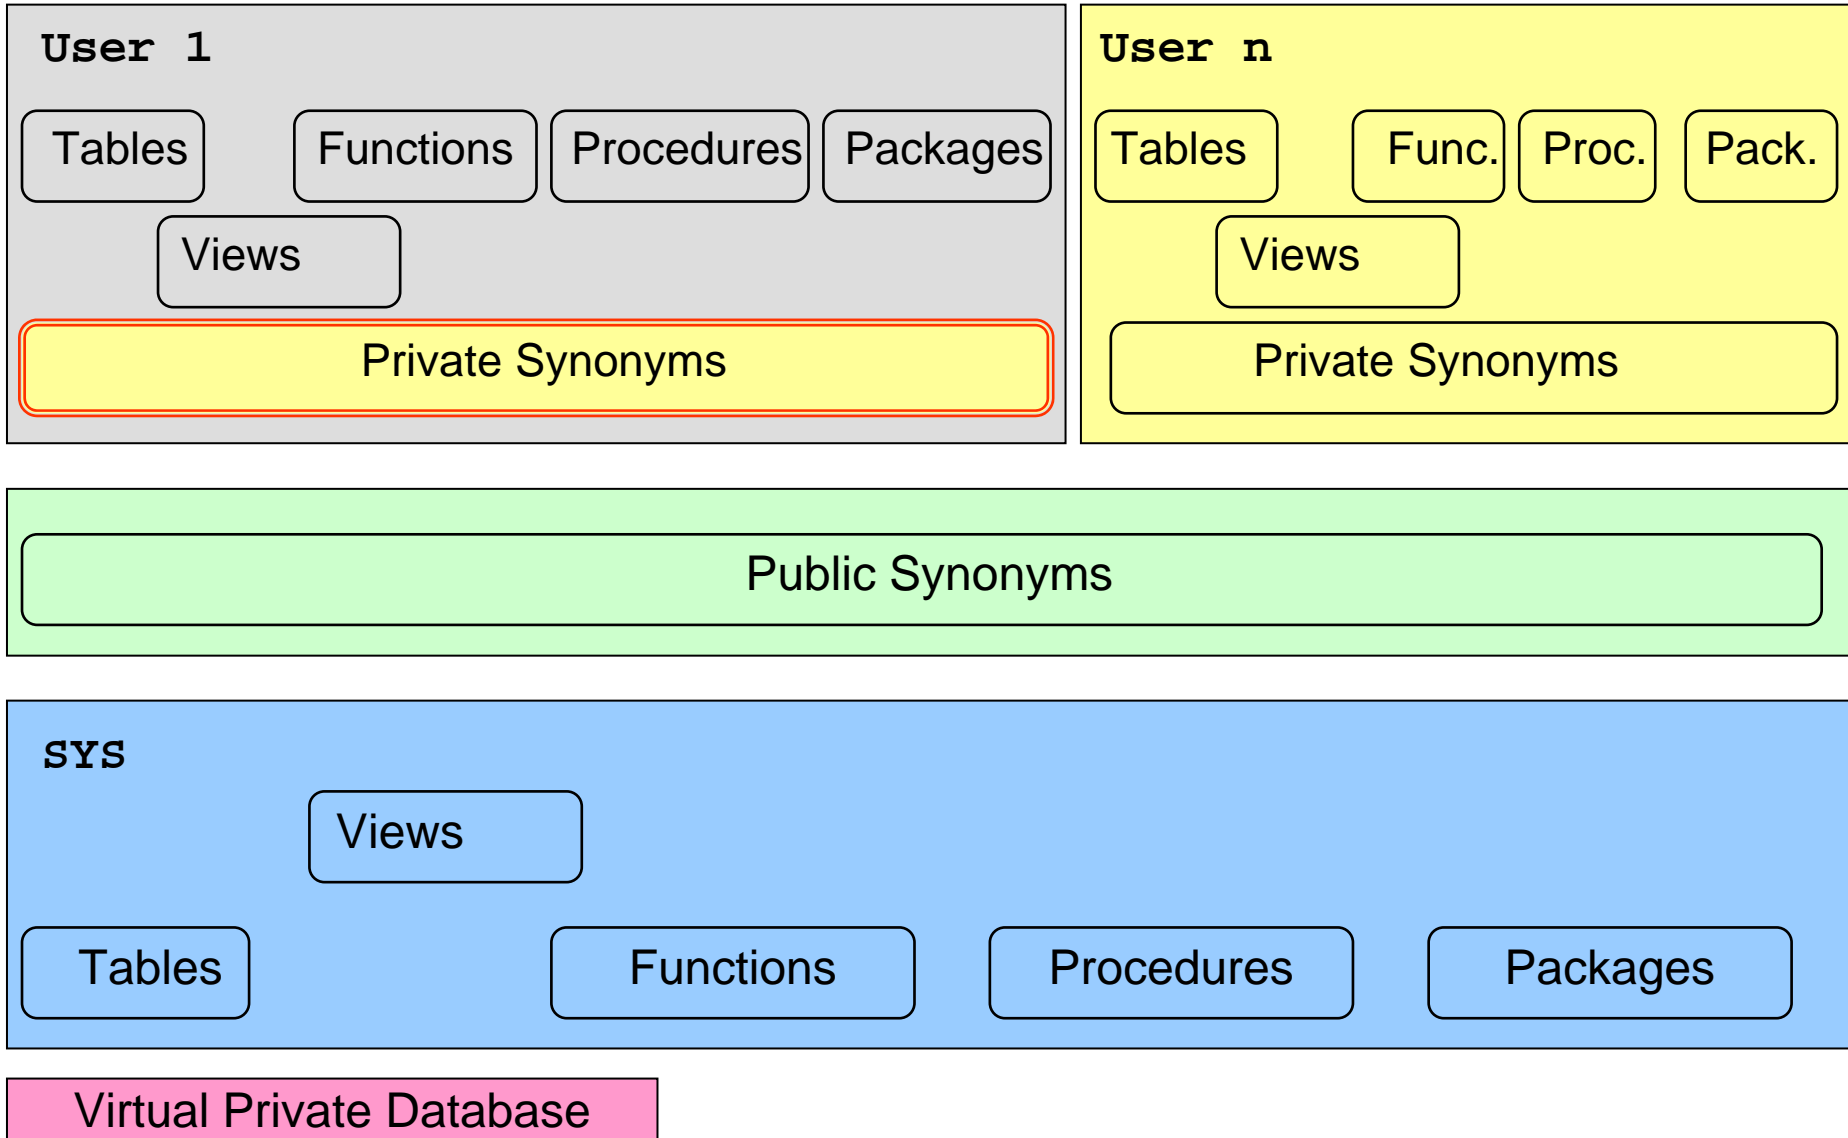 User 1
Tables Functions Procedures Packages
Views
Private Synonyms
User n
Tables Func. Proc. Pack.
Views
Private Synonyms
Public Synonyms
SYS
Views
Tables Functions Procedures Packages
Virtual Private Database